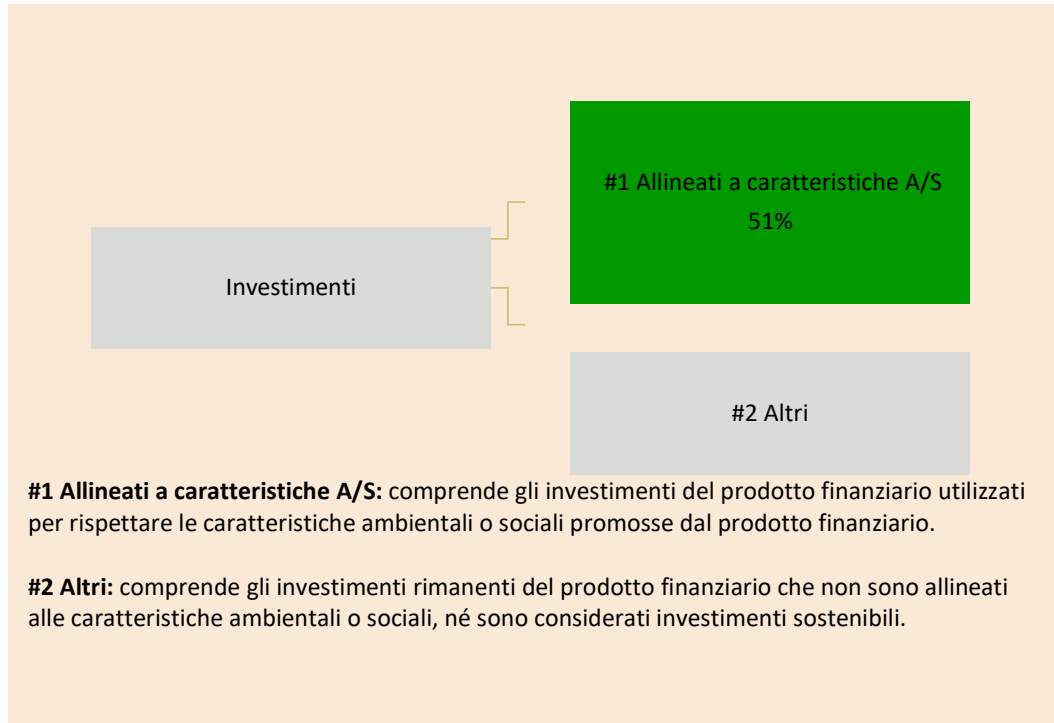 #1 Allineati a caratteristiche A/S
51%
Investimenti
#2 Altri
#1 Allineati a caratteristiche A/S: comprende gli investimenti del prodotto finanziario utilizzati
per rispettare le caratteristiche ambientali o sociali promosse dal prodotto finanziario.
#2 Altri: comprende gli investimenti rimanenti del prodotto finanziario che non sono allineati
alle caratteristiche ambientali o sociali, né sono considerati investimenti sostenibili.